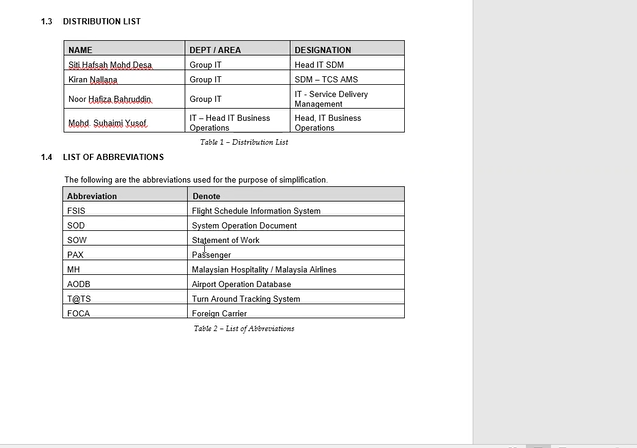 1.3 DISTRIBUTION LIST
NAME DEPT / AREA DESIGNATION
Siti Hafsah Mohd Desa Group IT Head IT SDM
Kiran Nallana Group IT SDM – TCS AMS
Noor Hafiza Bahruddin Group IT IT - Service Delivery
Management
Mohd Suhaimi Yusof IT – Head IT Business Head, IT Business
Operations Operations
Table 1 – Distribution List
1.4 LIST OF ABBREVIATIONS
The following are the abbreviations used for the purpose of simplification.
Abbreviation Denote
FSIS Flight Schedule Information System
SOD System Operation Document
SOW Statement of Work
PAX Passenger
MH Malaysian Hospitality / Malaysia Airlines
AODB Airport Operation Database
T@TS Turn Around Tracking System
FOCA Foreign Carrier
Table 2 – List of Abbreviations